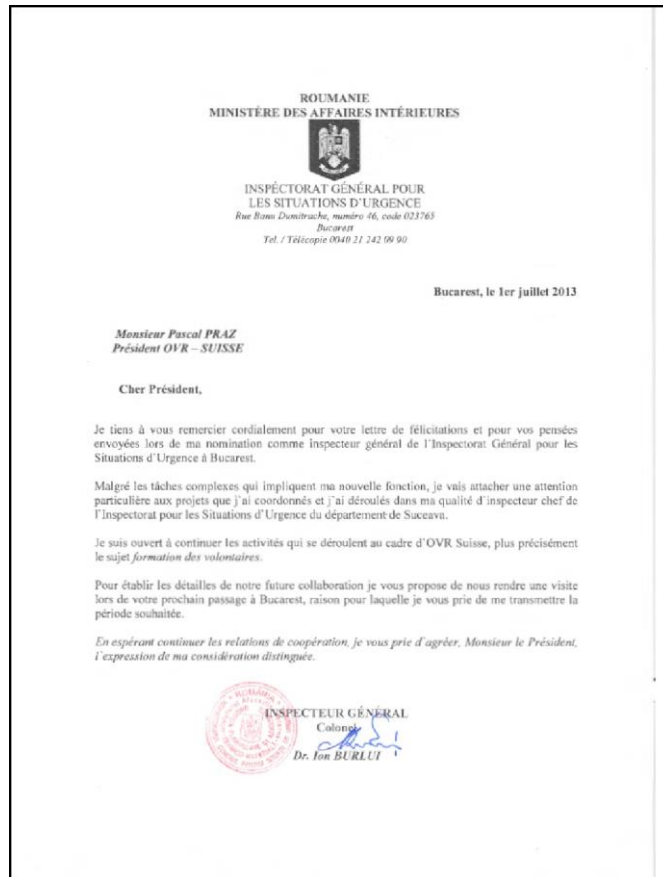 ROUMANIE
MINISTÈRE DES AFFAIRES INTÉRIEURES
INSPÉCTORAT GÉNÉRAL POUR
LES SITUATIONS D'URGENCE
Rue Banu Dumitrache, numéro 46, code 023765
Bucarest
Tel. / Télécopie 0040 21 242 09 90
Bucarest, le 1er juillet 2013
Monsieur Pascal PRAZ
Président OVR – SUISSE
Cher Président,
Je tiens à vous remercier cordialement pour votre lettre de félicitations et pour vos pensées
envoyées lors de ma nomination comme inspecteur général de l'Inspectorat Général pour les
Situations d'Urgence à Bucarest.
Malgré les tâches complexes qui impliquent ma nouvelle fonction, je vais attacher une attention
particulière aux projets que j'ai coordonnés et j'ai déroulés dans ma qualité d'inspecteur chef de
l'Inspectorat pour les Situations d'Urgence du département de Suceava.
Je suis ouvert à continuer les activités qui se déroulent au cadre d'OVR Suisse, plus précisément
le sujet formation des volontaires.
Pour établir les détailles de notre future collaboration je vous propose de nous rendre une visite
lors de votre prochain passage à Bucarest, raison pour laquelle je vous prie de me transmettre la
période souhaitée.
En espérant continuer les relations de coopération, je vous prie d'agréer, Monsieur le Président,
l'expression de ma considération distinguée.
INSPECTEUR GÉNÉRAL
Colonel
Dr. Ion BURLUI
ROMANIA